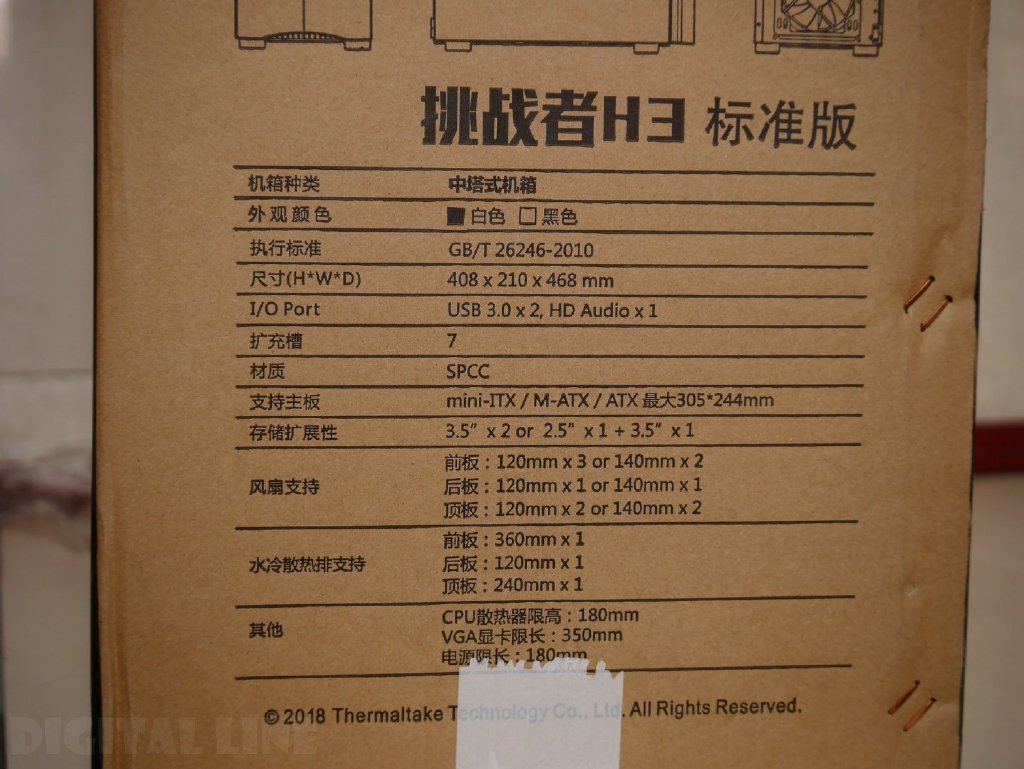 挑战者H3 标准版
机箱种类 中塔式机箱
外观颜色 ■白色 □黑色
执行标准 GB/T 26246-2010
尺寸(H*W*D) 408 x 210 x 468 mm
I/O Port USB 3.0 x 2, HD Audio x 1
扩充槽 7
材质 SPCC
支持主板 mini-ITX / M-ATX / ATX 最大305*244mm
存储扩展性 3.5" x 2 or 2.5" x 1 + 3.5" x 1
风扇支持 前板：120mm x 3 or 140mm x 2
后板：120mm x 1 or 140mm x 1
顶板：120mm x 2 or 140mm x 2
水冷散热排支持 前板：360mm x 1
后板：120mm x 1
顶板：240mm x 1
其他 CPU散热器限高：180mm
VGA显卡限长：350mm
电源限长：180mm
© 2018 Thermaltake Technology Co., Ltd. All Rights Reserved.
DIGITAL LINE